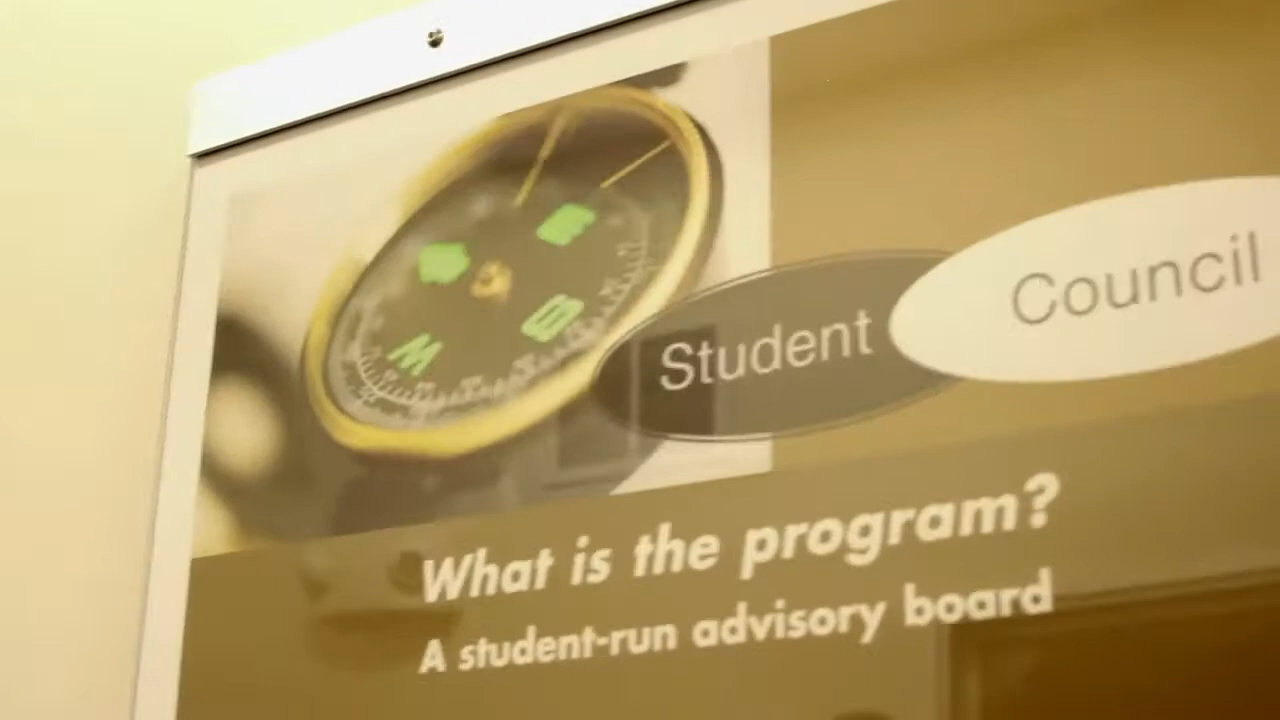 Student Council
What is the program?
A student-run advisory board
W